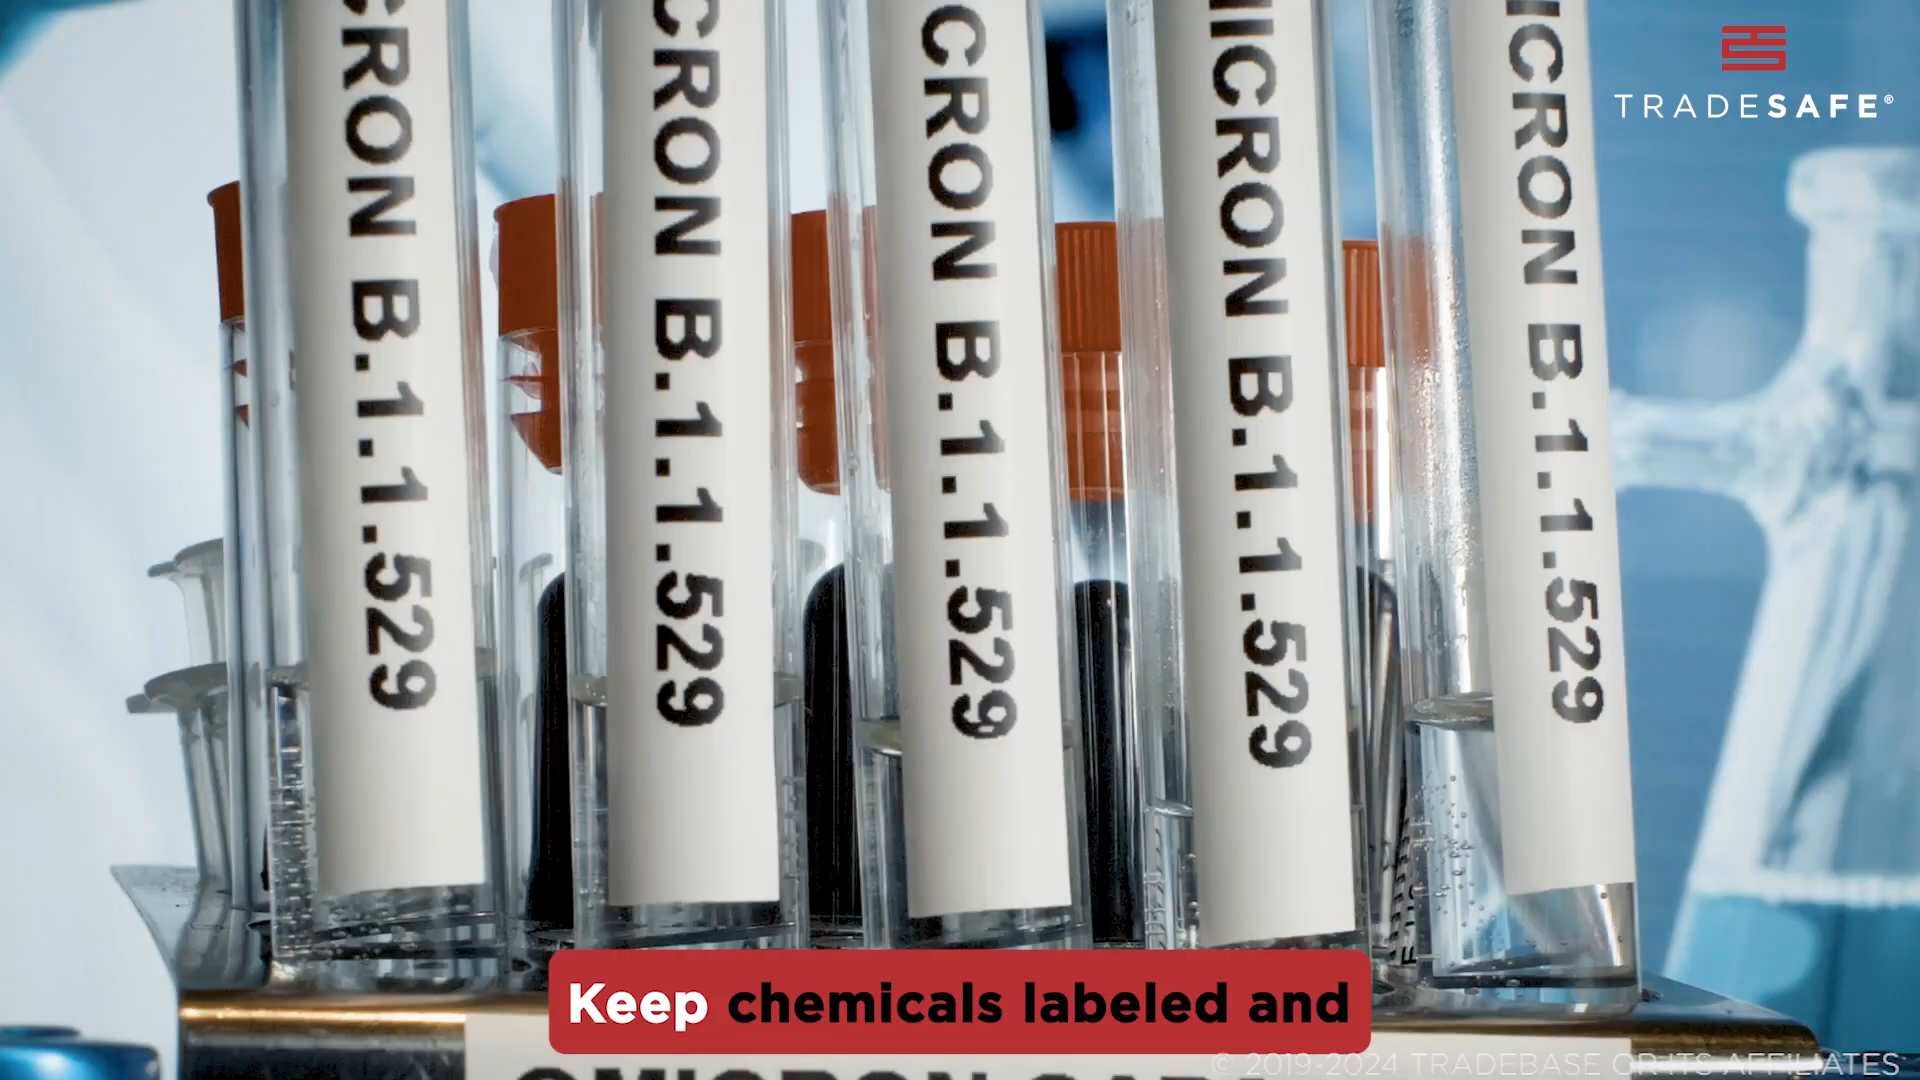 CRON B.1.1.529
CRON B.1.1.529
CRON B.1.1.529
ICRON B.1.1.529
ICRON B.1.1.529
TRADESAFE®
Keep chemicals labeled and
© 2019-2024 TRADEBASE OR ITS AFFILIATES
OMICRON